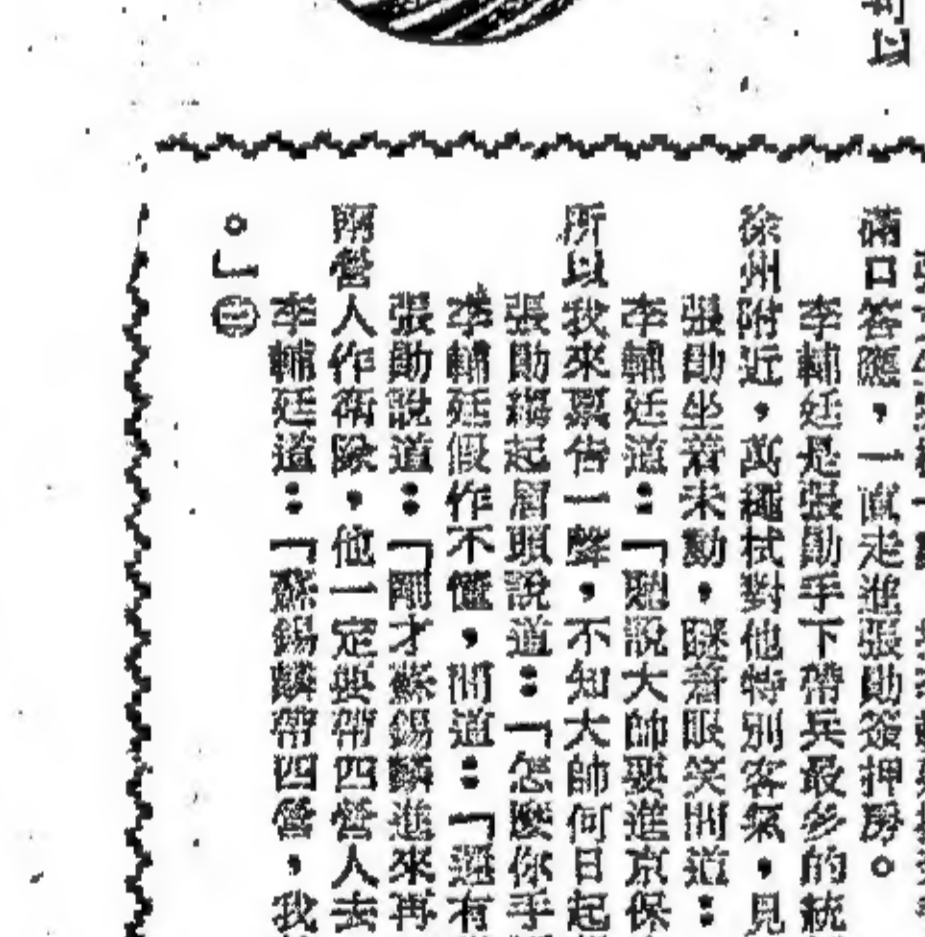 可以
滿口答應,一直走進張勛簽押房。
李輔廷是張勛手下帶兵最多的統
徐州附近,萬繩栻對他特別客氣,見
張勛坐着未動,瞇着眼笑問道:
李輔廷道:「聽說大帥要進京保
所以我來禀告一聲,不知大帥何日起
張勛縐起眉頭說道:「怎麼你手
李輔廷假作不懂,問道:「還有
張勛說道:「剛才蘇錫麟進來再
兩營人作衛隊,他一定要帶四營人去
李輔廷道:「蘇錫麟帶四營,我
。」㊂